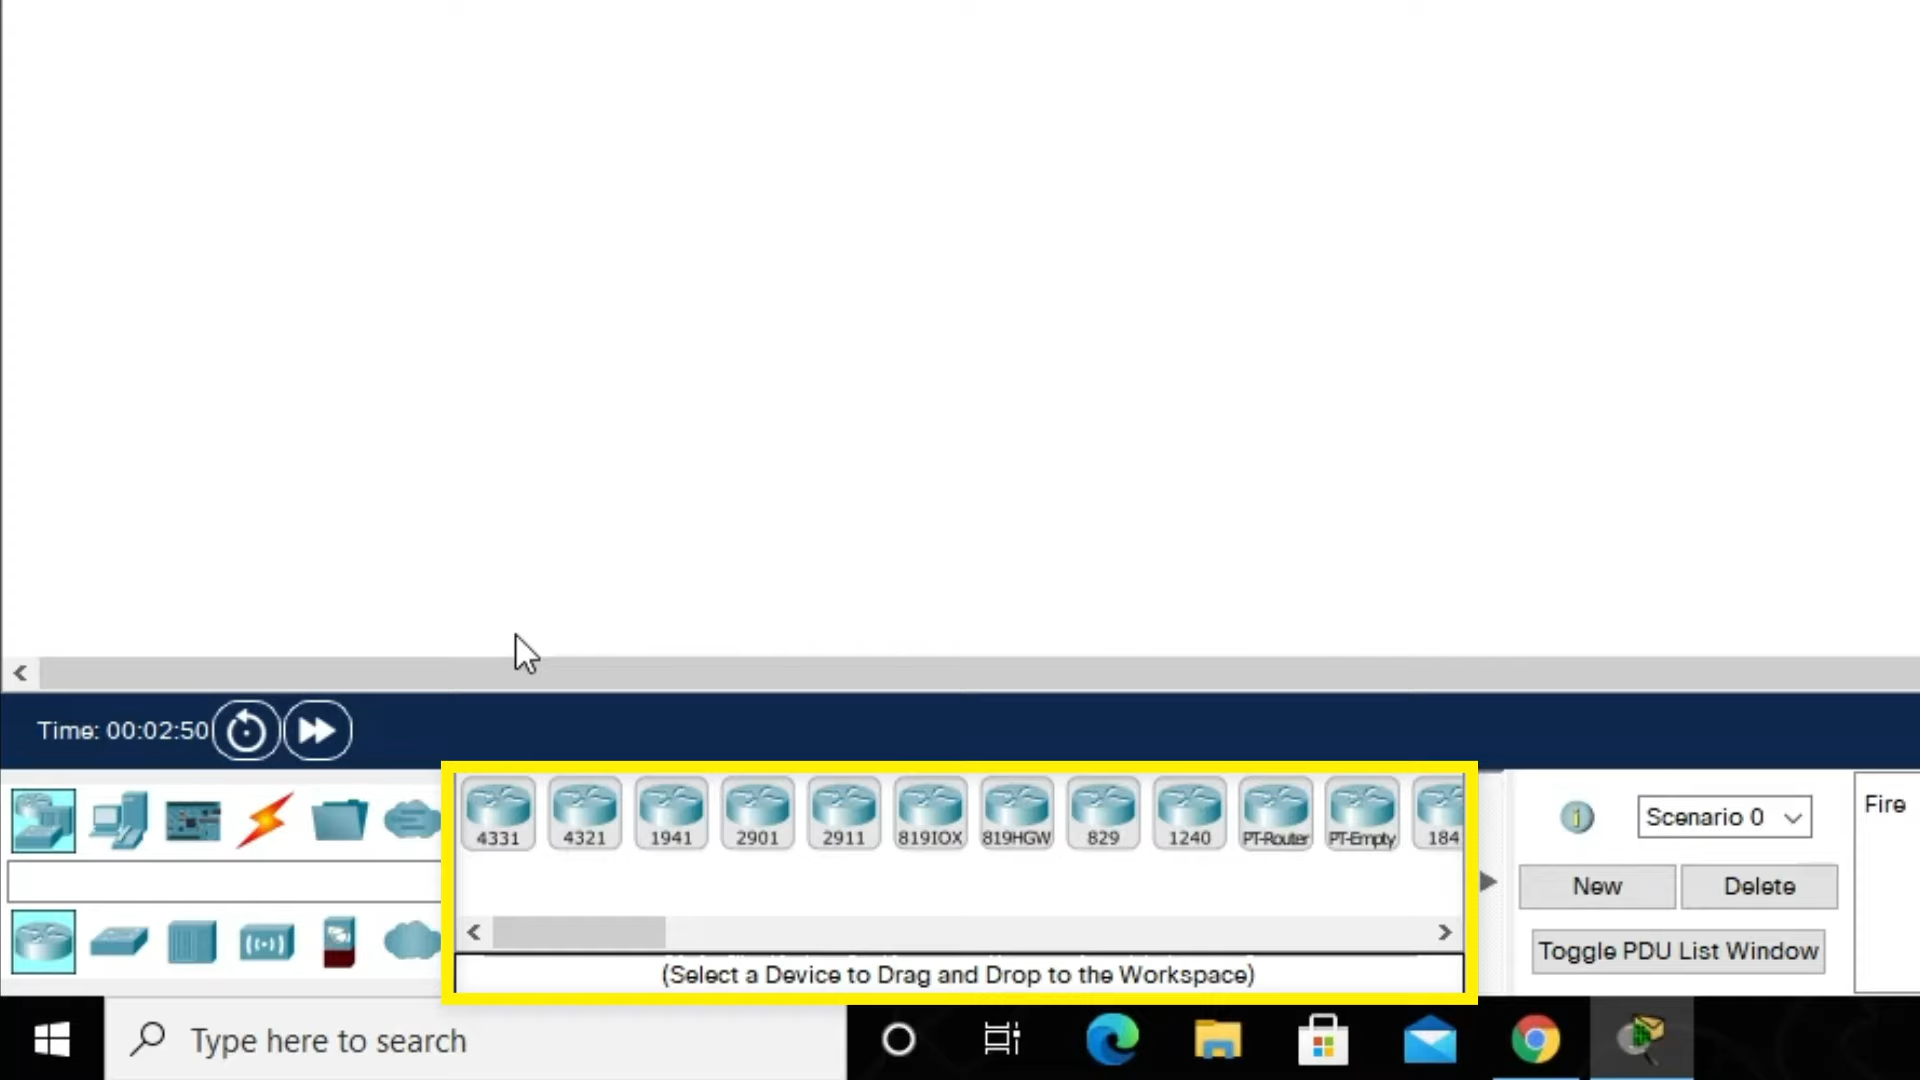 Time: 00:02:50
4331 4321 1941 2901 2911 819IOX 819HGW 829 1240 PT-Router PT-Empty 184
(Select a Device to Drag and Drop to the Workspace)
Scenario 0
New Delete
Toggle PDU List Window
Fire
Type here to search